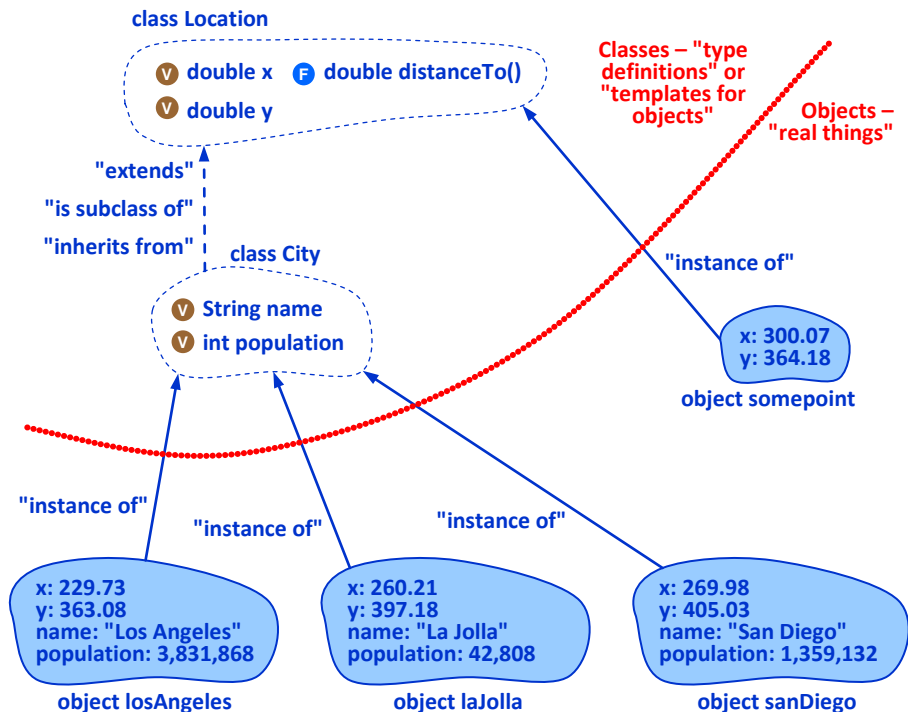 class Location
V double x F double distanceTo()
V double y
Classes – "type
definitions" or
"templates for
objects"
Objects –
"real things"
"extends"
"is subclass of"
"inherits from"
class City
V String name
V int population
"instance of"
x: 300.07
y: 364.18
object somepoint
"instance of"
"instance of"
"instance of"
x: 229.73
y: 363.08
name: "Los Angeles"
population: 3,831,868
object losAngeles
x: 260.21
y: 397.18
name: "La Jolla"
population: 42,808
object laJolla
x: 269.98
y: 405.03
name: "San Diego"
population: 1,359,132
object sanDiego